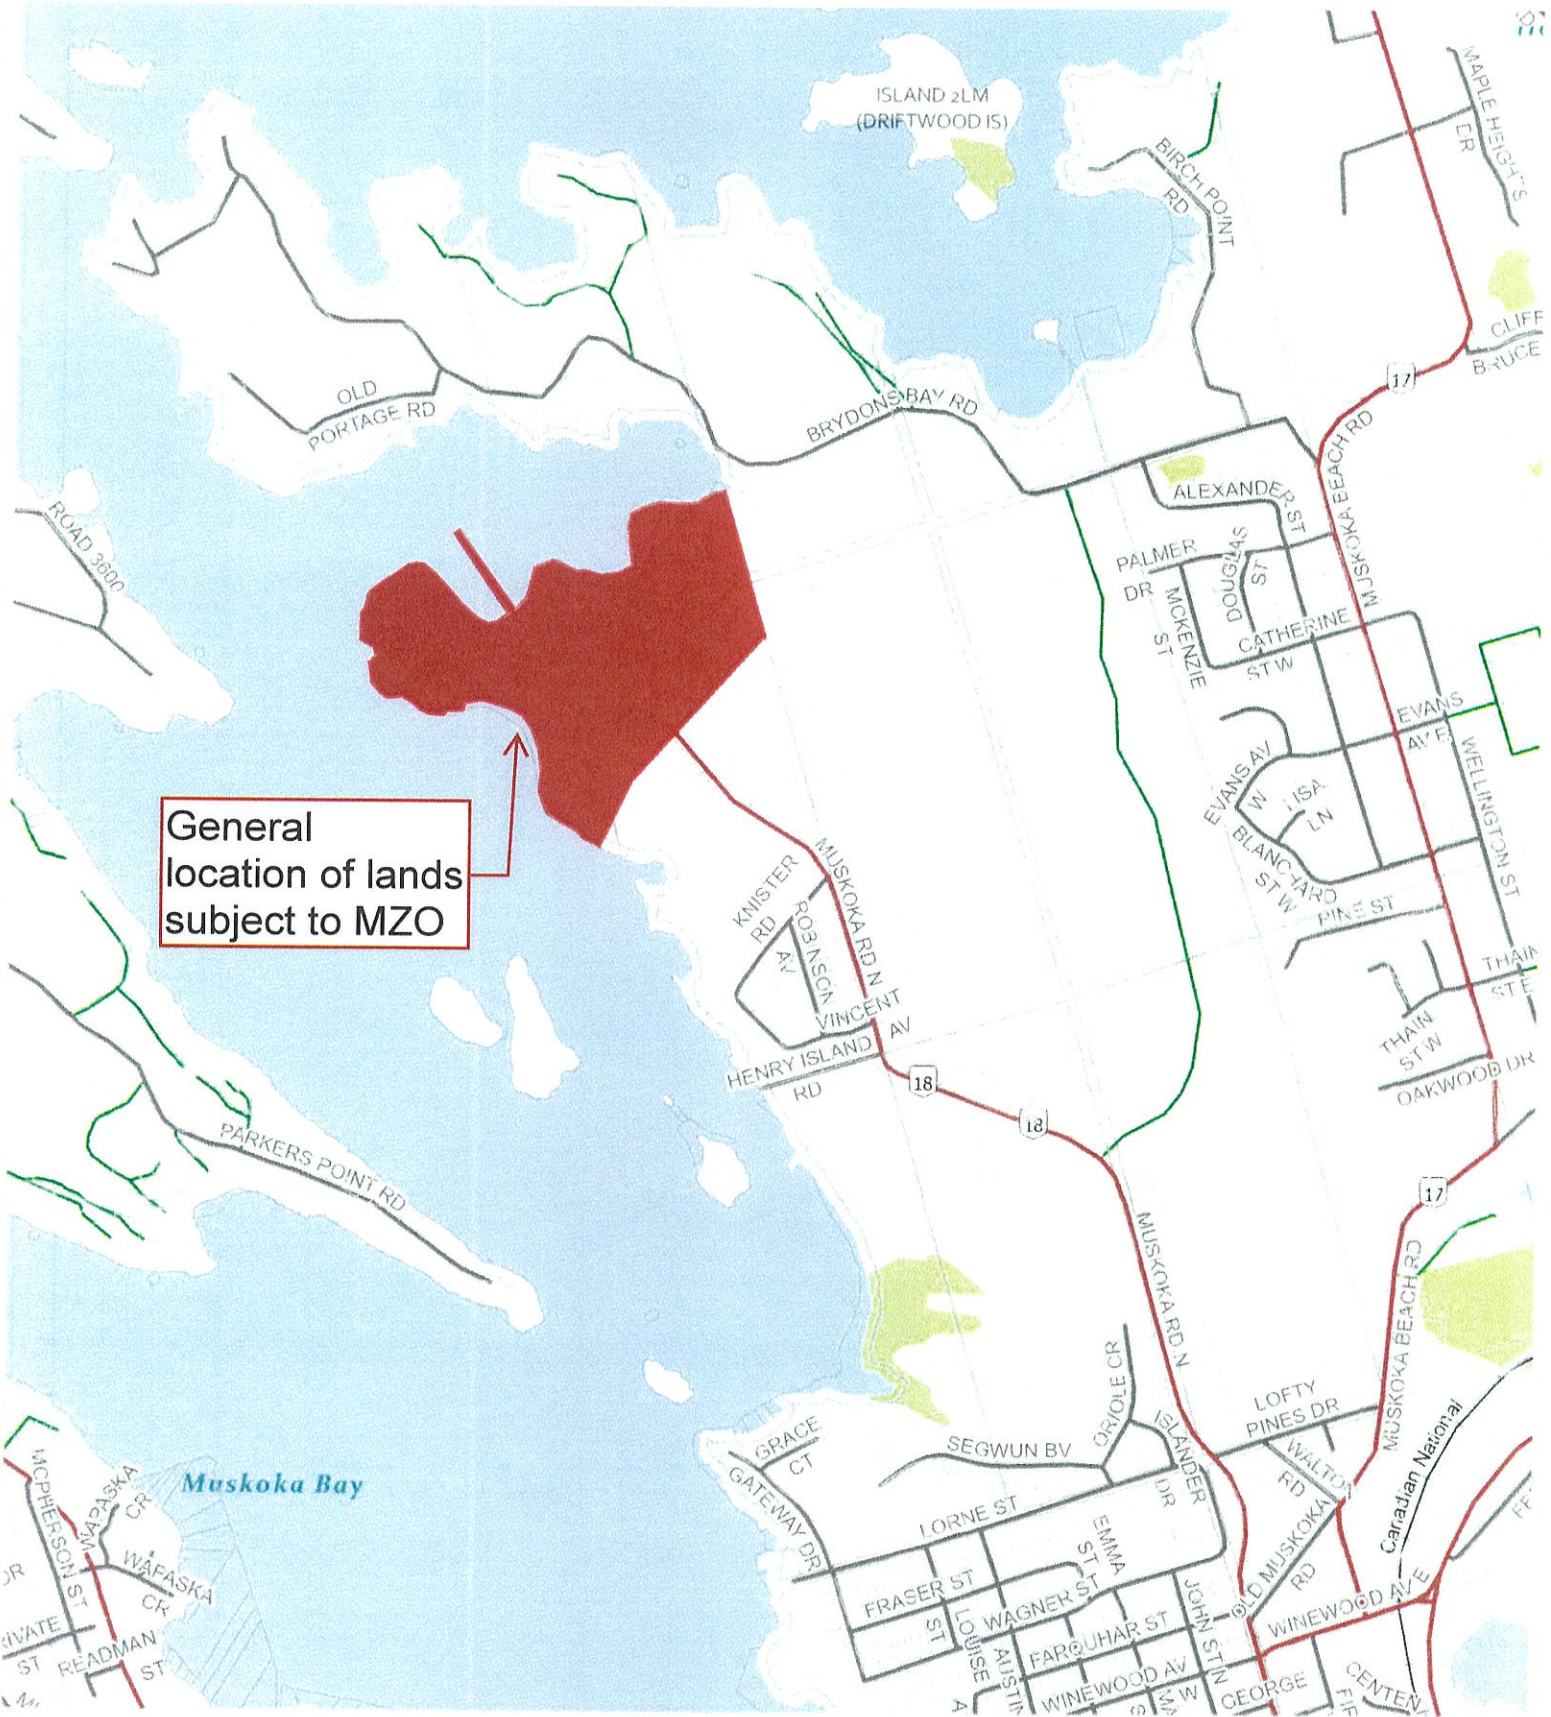 ISLAND 2LM
(DRIFTWOOD IS)
MAPLE HEIGHTS
DR
BIRCH POINT
RD
CLIFF
BRUCE
17
OLD
PORTAGE RD
BRYDONS BAY RD
MUSKOKA BEACH RD
ALEXANDER ST
ROAD 3600
PALMER
DR
DOUGLAS
ST
MCKENZIE
ST
CATHERINE
ST W
EVANS
AVE
EVANS AV
W
LISA
LN
WELLINGTON ST
BLANCHARD
ST W
PINE ST
General
location of lands
subject to MZO
MUSKOKA RD N
KNISTER
RD
ROBINSON
AV
VINCENT
AV
HENRY ISLAND
RD
THAIN
ST E
THAIN
ST W
OAKWOOD DR
18
18
17
PARKERS POINT RD
MUSKOKA RD N
MUSKOKA BEACH RD
ORIOLE CR
ISLANDER
DR
LOFTY
PINES DR
WALTON
RD
Canadian National
GRACE
CT
SEGWUN BV
GATEWAY DR
LORNE ST
Muskoka Bay
MCPHERSON ST
WAPASKA
CR
WAPASKA
CR
EMMA
ST
OLD MUSKOKA
RD
FRASER ST
WAGNER ST
JOHN ST N
WINEWOOD AV E
ST
LOUISE
FARQUHAR ST
READMAN
ST
ST
AUSTIN
WINEWOOD AV
W
GEORGE
CENTEN